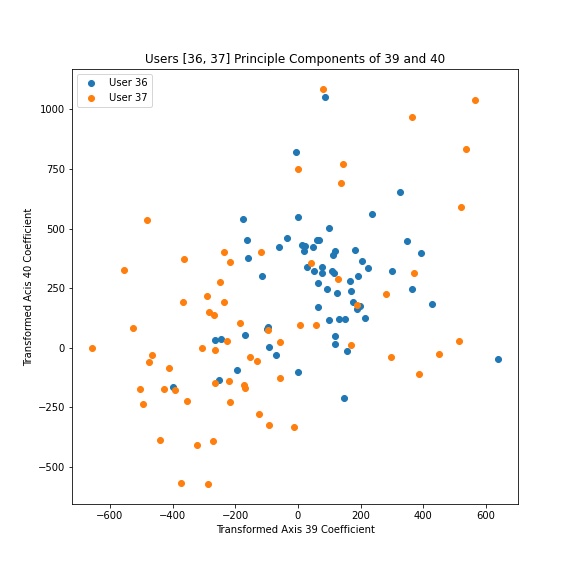 Users [36, 37] Principle Components of 39 and 40
User 36
User 37
1000
750
500
250
0
−250
−500
Transformed Acis 40 Coefficient
−600 −400 −200 0 200 400 600
Transformed Axis 39 Coefficient